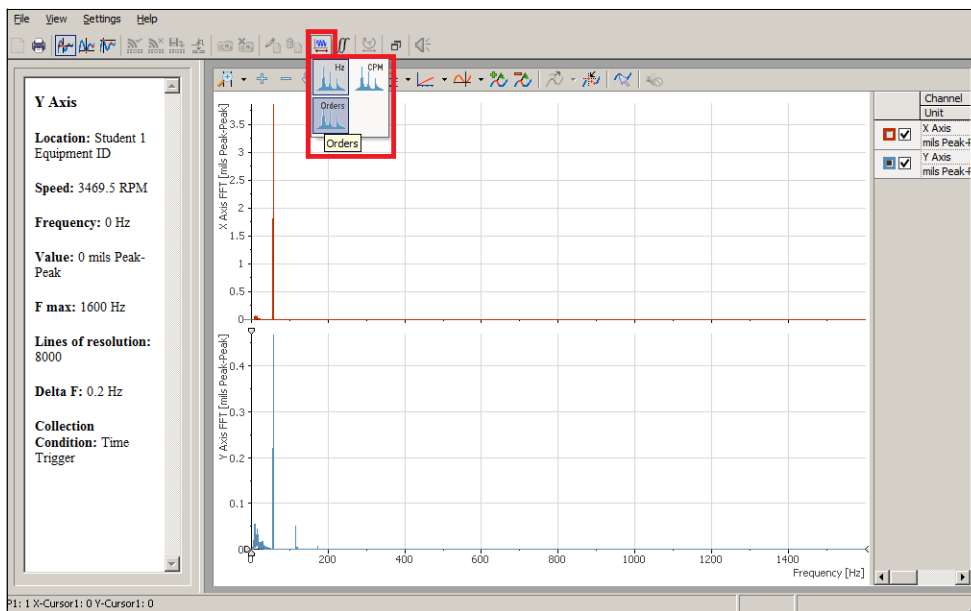 File View Settings Help
Hz CPM
Orders
Orders
Y Axis
Location: Student 1
Equipment ID
Speed: 3469.5 RPM
Frequency: 0 Hz
Value: 0 mils Peak-
Peak
F max: 1600 Hz
Lines of resolution:
8000
Delta F: 0.2 Hz
Collection
Condition: Time
Trigger
X Axis FFT [mils Peak-Peak]
3.5
3
2.5
2
1.5
1
0.5
0
Y Axis FFT [mils Peak-Peak]
0.4
0.3
0.2
0.1
0
0 200 400 600 800 1000 1200 1400
Frequency [Hz]
Channel
Unit
X Axis
mils Peak-P
Y Axis
mils Peak-P
P1: 1 X-Cursor1: 0 Y-Cursor1: 0